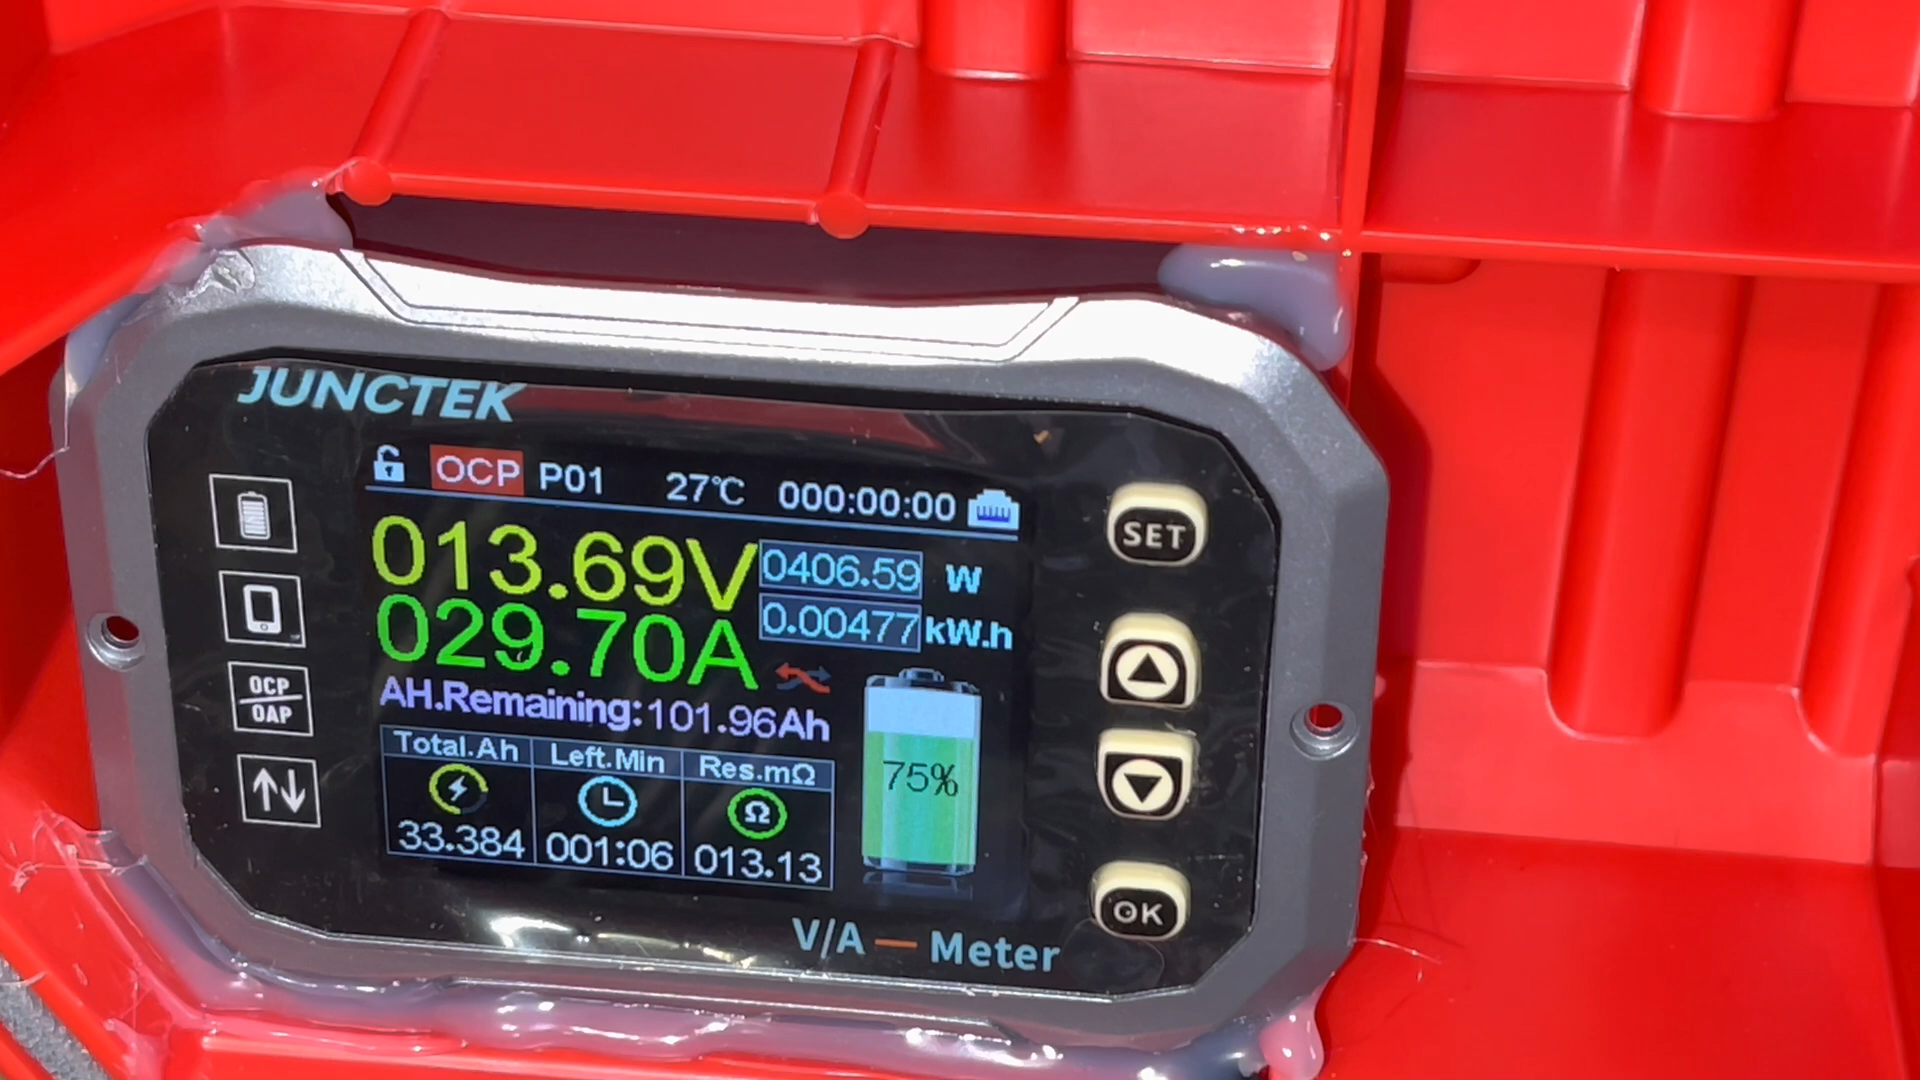 JUNCTEK
OCP P01 27℃ 000:00:00
013.69V 0406.59 W
029.70A 0.00477 kW.h
AH.Remaining:101.96Ah
Total.Ah Left.Min Res.mΩ
Ω
33.384 001:06 013.13
75%
OCP
OAP
SET
OK
V/A — Meter